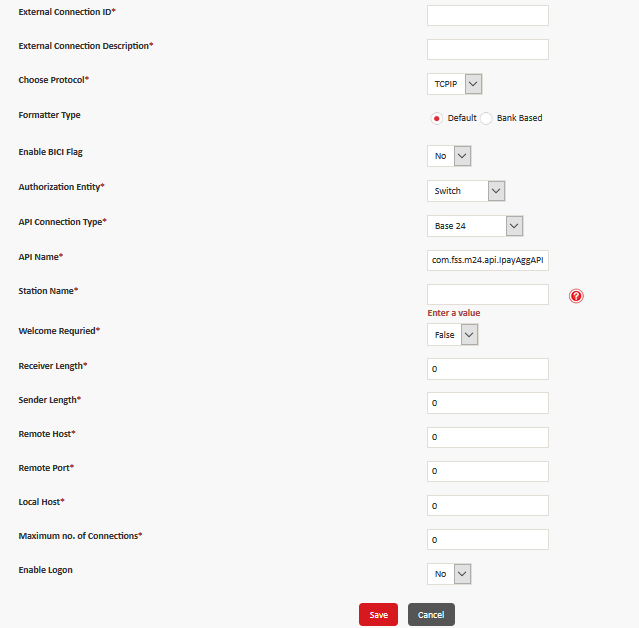 External Connection ID*
External Connection Description*
Choose Protocol* TCPIP
Formatter Type Default Bank Based
Enable BICI Flag No
Authorization Entity* Switch
API Connection Type* Base 24
API Name* com.fss.m24.api.IpayAggAPI
Station Name* ?
Enter a value
Welcome Requried* False
Receiver Length* 0
Sender Length* 0
Remote Host* 0
Remote Port* 0
Local Host* 0
Maximum no. of Connections* 0
Enable Logon No
Save Cancel